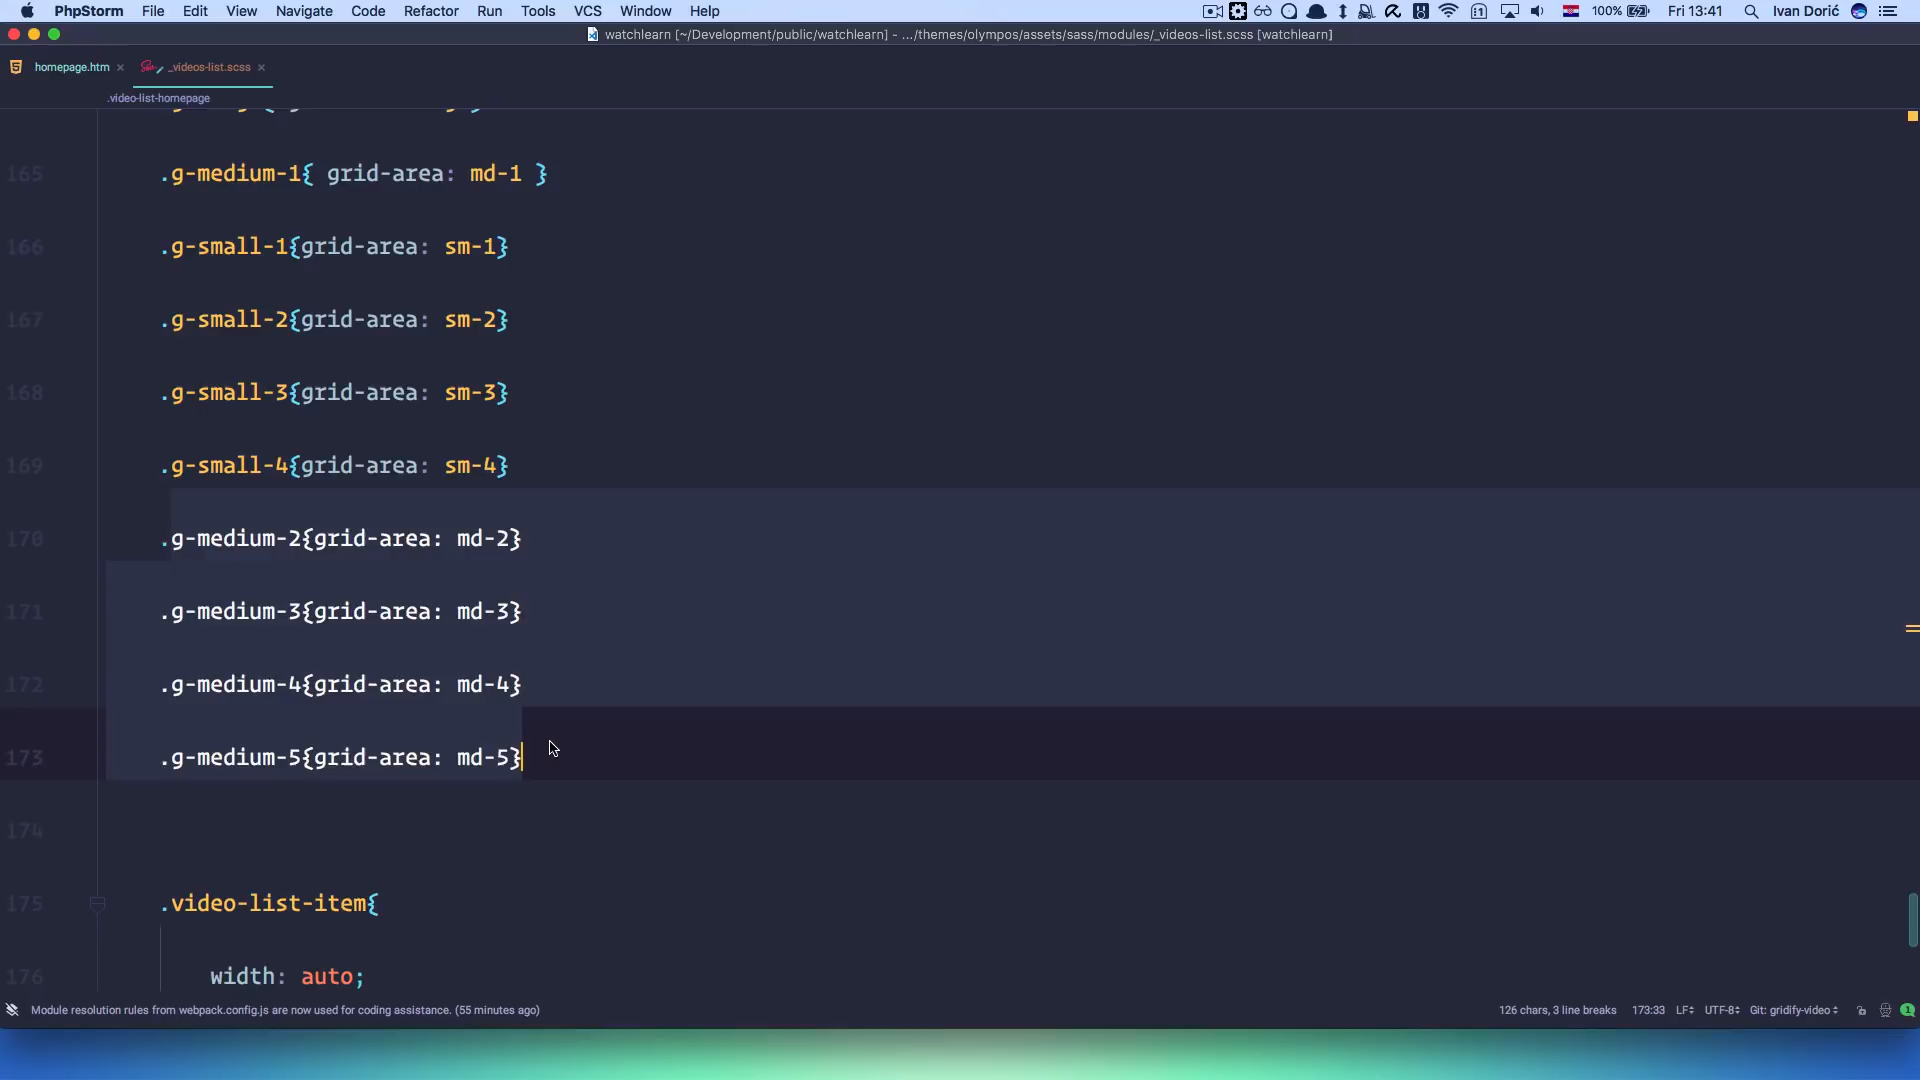 PhpStorm File Edit View Navigate Code Refactor Run Tools VCS Window Help 100% Fri 13:41 Ivan Dorić
watchlearn [~/Development/public/watchlearn] - .../themes/olympos/assets/sass/modules/_videos-list.scss [watchlearn]
homepage.htm _videos-list.scss
.video-list-homepage
165 .g-medium-1{ grid-area: md-1 }
166 .g-small-1{grid-area: sm-1}
167 .g-small-2{grid-area: sm-2}
168 .g-small-3{grid-area: sm-3}
169 .g-small-4{grid-area: sm-4}
170 .g-medium-2{grid-area: md-2}
171 .g-medium-3{grid-area: md-3}
172 .g-medium-4{grid-area: md-4}
173 .g-medium-5{grid-area: md-5}
174
175 .video-list-item{
176 width: auto;
Module resolution rules from webpack.config.js are now used for coding assistance. (55 minutes ago) 126 chars, 3 line breaks 173:33 LF UTF-8 Git: gridify-video 1